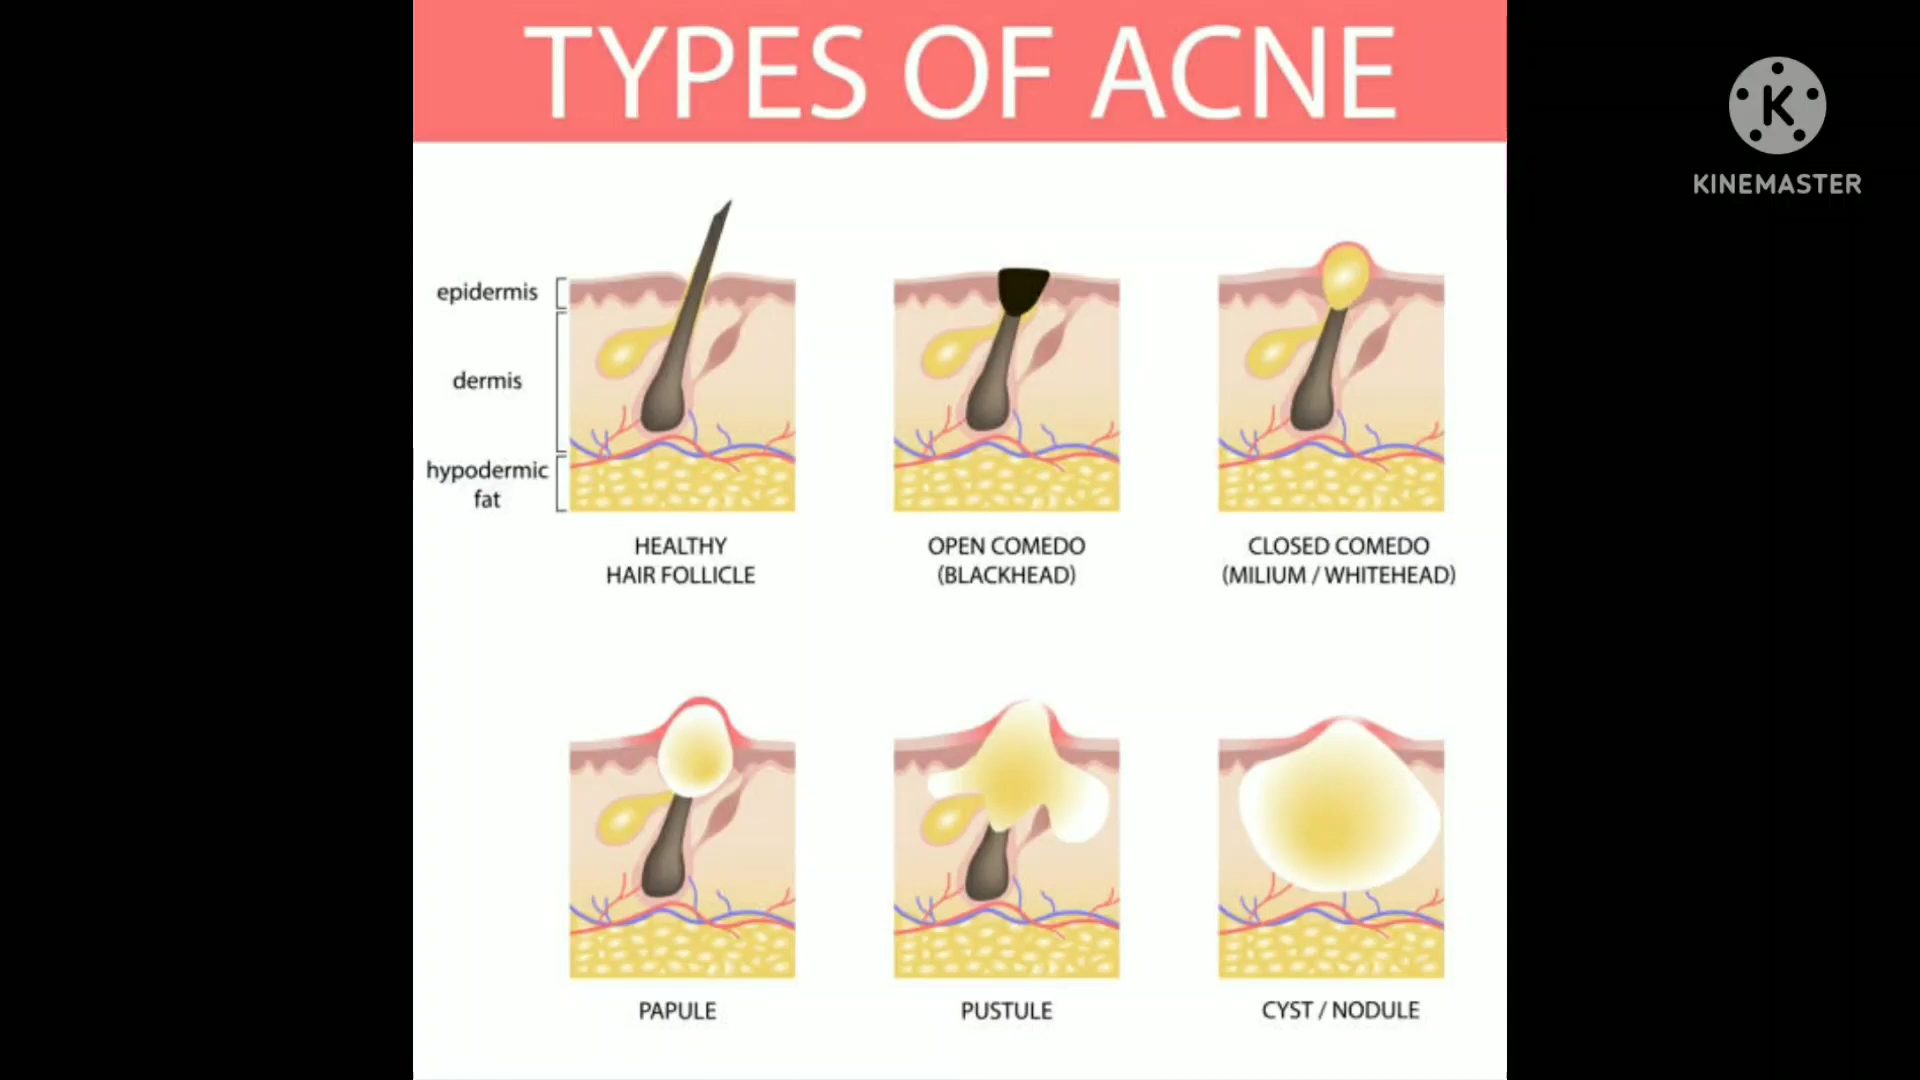 TYPES OF ACNE
K
KINEMASTER
epidermis
dermis
hypodermic
fat
HEALTHY
HAIR FOLLICLE
OPEN COMEDO
(BLACKHEAD)
CLOSED COMEDO
(MILIUM / WHITEHEAD)
PAPULE
PUSTULE
CYST / NODULE